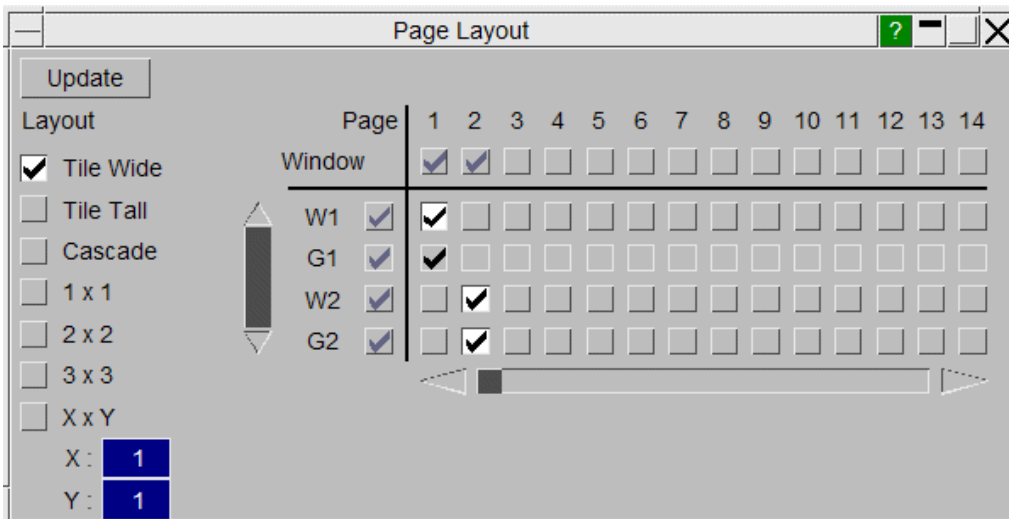 Page Layout ?
Update
Layout Page 1 2 3 4 5 6 7 8 9 10 11 12 13 14
Tile Wide Window
Tile Tall W1
Cascade G1
1 x 1 W2
2 x 2 G2
3 x 3
X x Y
X : 1
Y : 1